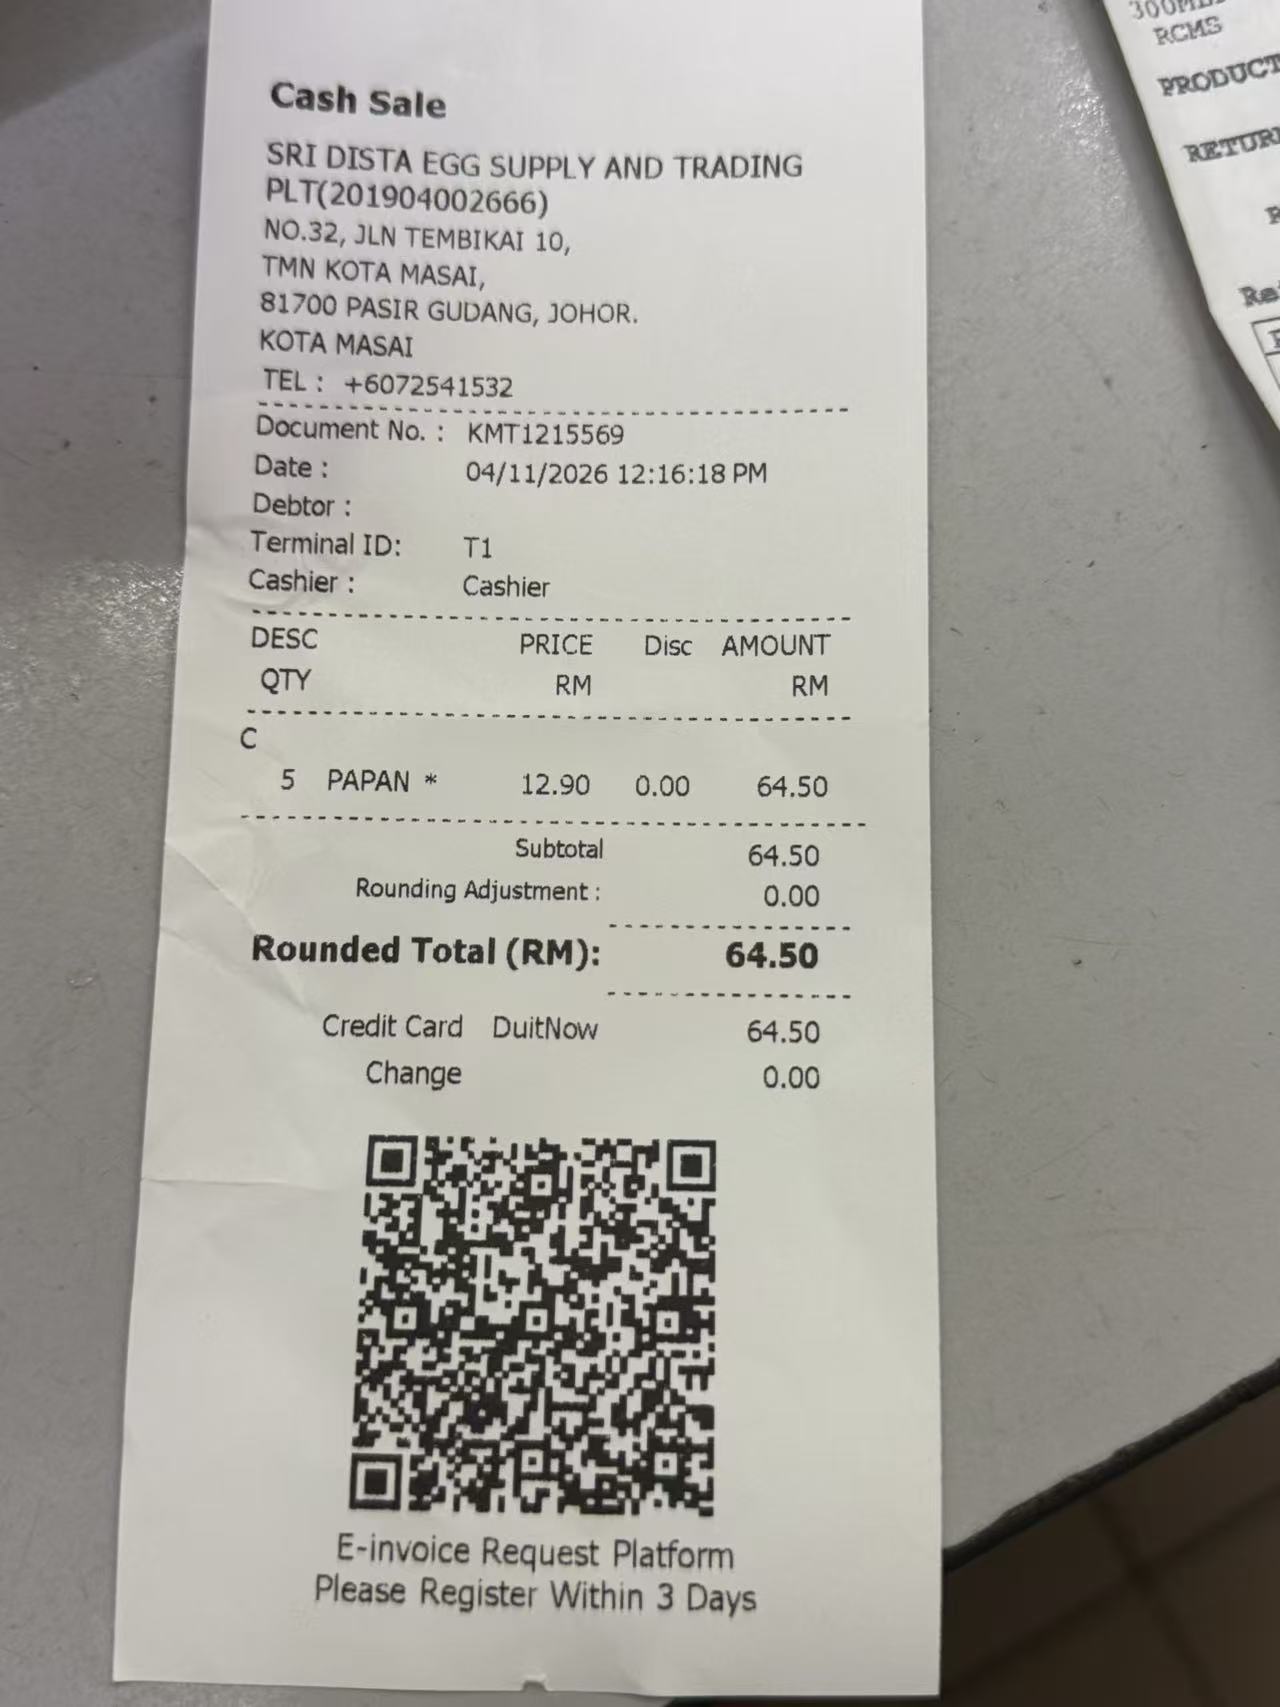 Cash Sale
SRI DISTA EGG SUPPLY AND TRADING
PLT(201904002666)
NO.32, JLN TEMBIKAI 10,
TMN KOTA MASAI,
81700 PASIR GUDANG, JOHOR.
KOTA MASAI
TEL : +6072541532
Document No. : KMT1215569
Date : 04/11/2026 12:16:18 PM
Debtor :
Terminal ID: T1
Cashier : Cashier
DESC PRICE Disc AMOUNT
QTY RM RM
C
5 PAPAN * 12.90 0.00 64.50
Subtotal 64.50
Rounding Adjustment : 0.00
Rounded Total (RM): 64.50
Credit Card DuitNow 64.50
Change 0.00
E-invoice Request Platform
Please Register Within 3 Days
RCMS
PRODUCT
RETURN